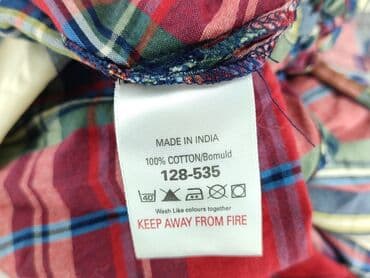 MADE IN INDIA
100% COTTON/Bomuld
128-535
40
Wash Like colours together
KEEP AWAY FROM FIRE